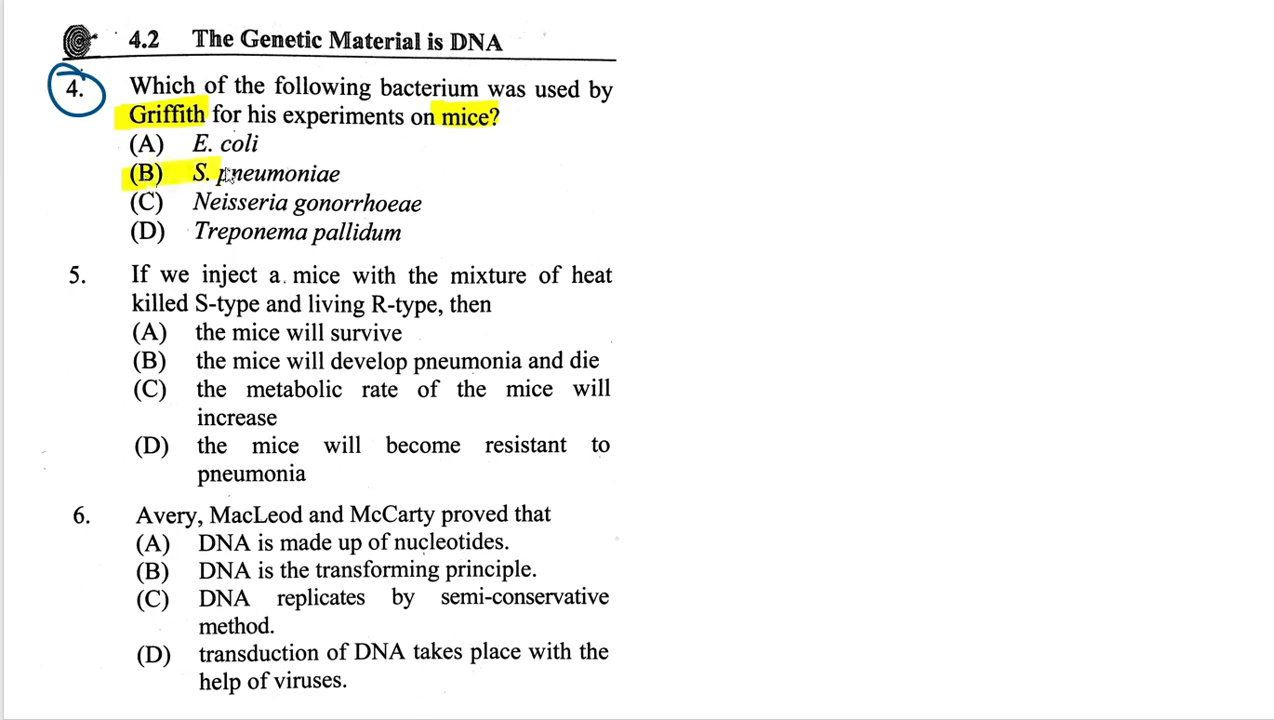 4.2 The Genetic Material is DNA
4. Which of the following bacterium was used by
Griffith for his experiments on mice?
(A) E. coli
(B) S. pneumoniae
(C) Neisseria gonorrhoeae
(D) Treponema pallidum
5. If we inject a mice with the mixture of heat
killed S-type and living R-type, then
(A) the mice will survive
(B) the mice will develop pneumonia and die
(C) the metabolic rate of the mice will
increase
(D) the mice will become resistant to
pneumonia
6. Avery, MacLeod and McCarty proved that
(A) DNA is made up of nucleotides.
(B) DNA is the transforming principle.
(C) DNA replicates by semi-conservative
method.
(D) transduction of DNA takes place with the
help of viruses.